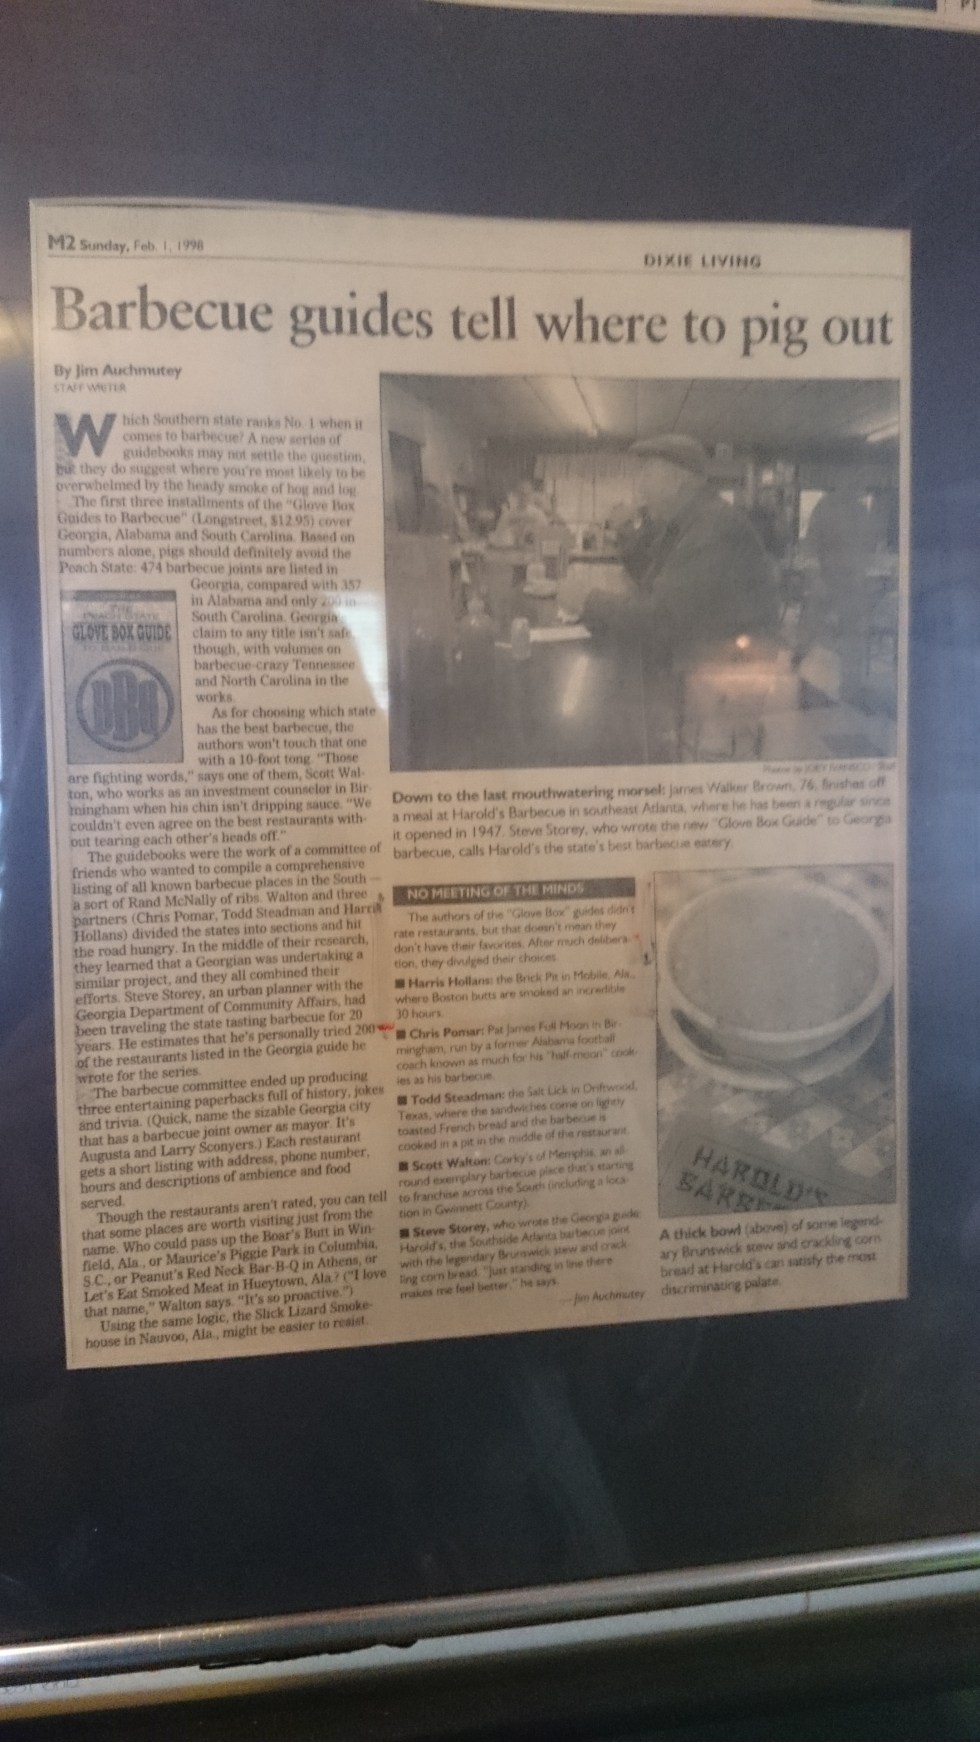 M2 Sunday, Feb. 1, 1998
DIXIE LIVING
Barbecue guides tell where to pig out
By Jim Auchmutey
STAFF WRITER
Which Southern state ranks No. 1 when it
comes to barbecue? A new series of
guidebooks may not settle the question,
but they do suggest where you're most likely to be
overwhelmed by the heady smoke of hog and log.
The first three installments of the "Glove Box
Guides to Barbecue" (Longstreet, $12.95) cover
Georgia, Alabama and South Carolina. Based on
numbers alone, pigs should definitely avoid the
Peach State: 474 barbecue joints are listed in
Georgia, compared with 357
in Alabama and only 200 in
South Carolina. Georgia
claim to any title isn't safe,
though, with volumes on
barbecue-crazy Tennessee
and North Carolina in the
works.
As for choosing which state
has the best barbecue, the
authors won't touch that one
with a 10-foot tong. "Those
are fighting words," says one of them, Scott Wal-
ton, who works as an investment counselor in Bir-
mingham when his chin isn't dripping sauce. "We
couldn't even agree on the best restaurants with-
out tearing each other's heads off."
The guidebooks were the work of a committee of
friends who wanted to compile a comprehensive
listing of all known barbecue places in the South —
a sort of Rand McNally of ribs. Walton and three
partners (Chris Pomar, Todd Steadman and Harris
Hollans) divided the states into sections and hit
the road hungry. In the middle of their research,
they learned that a Georgian was undertaking a
similar project, and they all combined their
efforts. Steve Storey, an urban planner with the
Georgia Department of Community Affairs, had
been traveling the state tasting barbecue for 20
years. He estimates that he's personally tried 200
of the restaurants listed in the Georgia guide he
wrote for the series.
The barbecue committee ended up producing
three entertaining paperbacks full of history, jokes
and trivia. (Quick, name the sizable Georgia city
that has a barbecue joint owner as mayor. It's
Augusta and Larry Sconyers.) Each restaurant
gets a short listing with address, phone number,
hours and descriptions of ambience and food
served.
Though the restaurants aren't rated, you can tell
that some places are worth visiting just from the
name. Who could pass up the Boar's Butt in Win-
field, Ala., or Maurice's Piggie Park in Columbia,
S.C., or Peanut's Red Neck Bar-B-Q in Athens, or
Let's Eat Smoked Meat in Hueytown, Ala.? ("I love
that name," Walton says. "It's so proactive.")
Using the same logic, the Slick Lizard Smoke-
house in Nauvoo, Ala., might be easier to resist.
THE
PEACH STATE
GLOVE BOX GUIDE
BBQ
Down to the last mouthwatering morsel: James Walker Brown, 76, finishes off
a meal at Harold's Barbecue in southeast Atlanta, where he has been a regular since
it opened in 1947. Steve Storey, who wrote the new "Glove Box Guide" to Georgia
barbecue, calls Harold's the state's best barbecue eatery.
NO MEETING OF THE MINDS
The authors of the "Glove Box" guides didn't
rate restaurants, but that doesn't mean they
don't have their favorites. After much delibera-
tion, they divulged their choices.
■ Harris Hollans: the Brick Pit in Mobile, Ala.,
where Boston butts are smoked an incredible
30 hours.
■ Chris Pomar: Pat James Full Moon in Bir-
mingham, run by a former Alabama football
coach known as much for his "half-moon" cook-
ies as his barbecue.
■ Todd Steadman: the Salt Lick in Driftwood,
Texas, where the sandwiches come on lightly
toasted French bread and the barbecue is
cooked in a pit in the middle of the restaurant.
■ Scott Walton: Corky's of Memphis, an all-
round exemplary barbecue place that's starting
to franchise across the South (including a loca-
tion in Gwinnett County).
■ Steve Storey, who wrote the Georgia guide:
Harold's, the Southside Atlanta barbecue joint
with the legendary Brunswick stew and crack-
ling corn bread. "Just standing in line there
makes me feel better," he says.
— Jim Auchmutey
HAROLD'S
BARBE
A thick bowl (above) of some legend-
ary Brunswick stew and crackling corn
bread at Harold's can satisfy the most
discriminating palate.